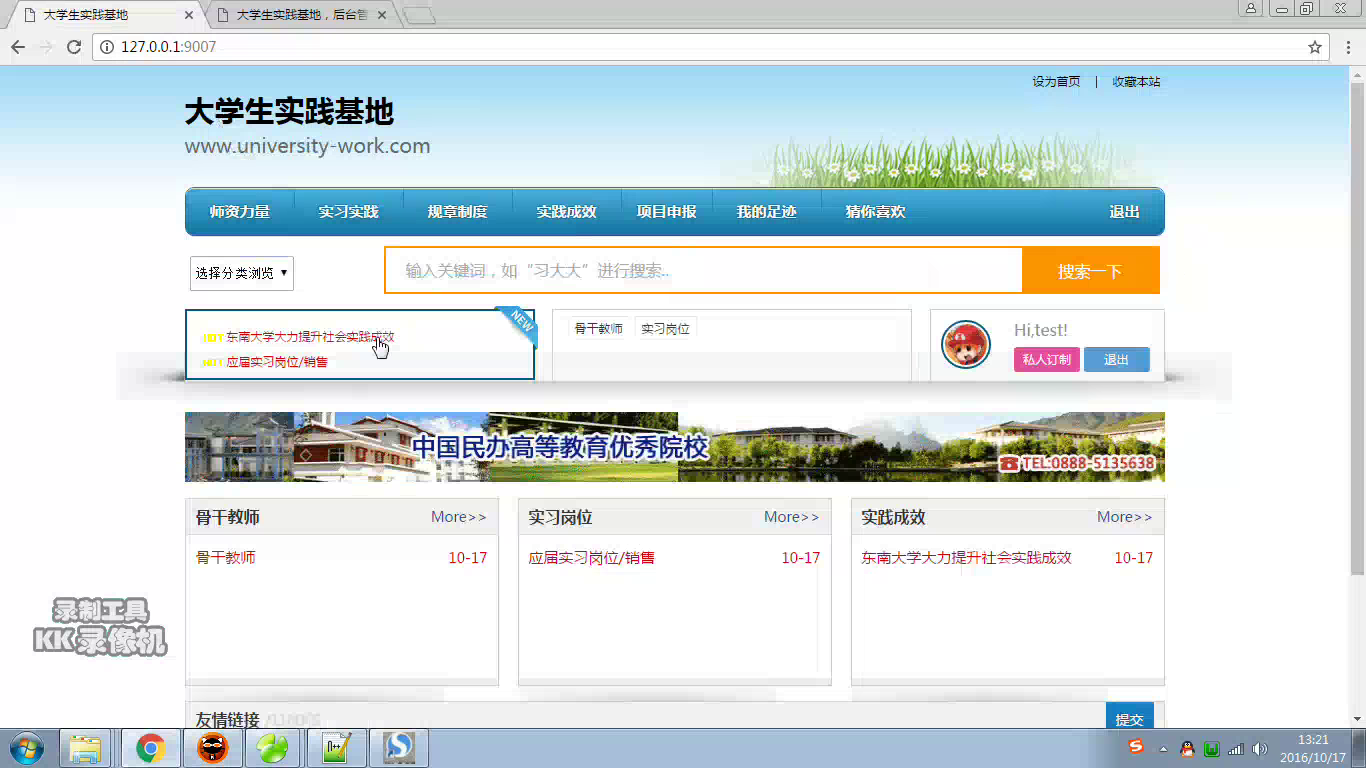 大学生实践基地
大学生实践基地，后台管
127.0.0.1:9007
设为首页 | 收藏本站
大学生实践基地
www.university-work.com
师资力量 实习实践 规章制度 实践成效 项目申报 我的足迹 猜你喜欢 退出
选择分类浏览 输入关键词，如“习大大”进行搜索.. 搜索一下
NEW
HOT 东南大学大力提升社会实践成效
HOT 应届实习岗位/销售
骨干教师 实习岗位
Hi,test!
私人订制 退出
中国民办高等教育优秀院校
TEL:0888-5135638
骨干教师 More>>
骨干教师 10-17
实习岗位 More>>
应届实习岗位/销售 10-17
实践成效 More>>
东南大学大力提升社会实践成效 10-17
录制工具
KK录像机
友情链接
提交
13:21
2016/10/17